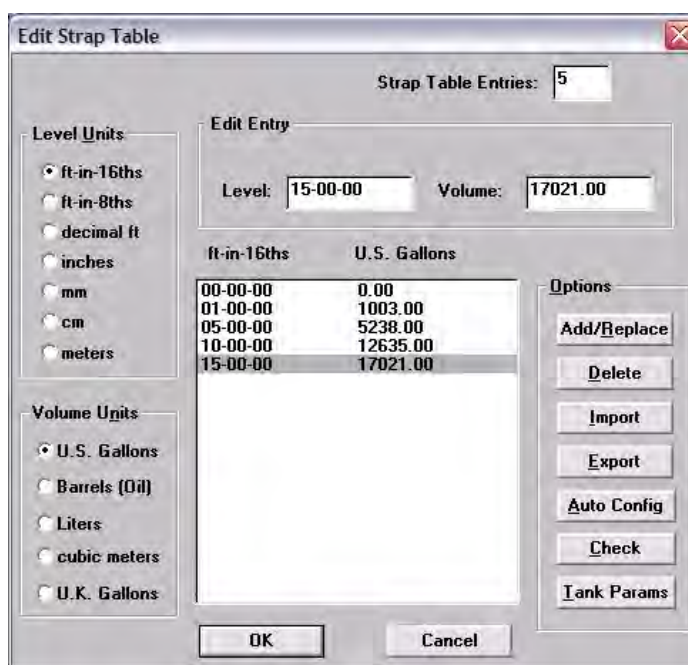 Edit Strap Table
Strap Table Entries: 5
Level Units
ft-in-16ths
ft-in-8ths
decimal ft
inches
mm
cm
meters
Volume Units
U.S. Gallons
Barrels (Oil)
Liters
cubic meters
U.K. Gallons
Edit Entry
Level: 15-00-00 Volume: 17021.00
ft-in-16ths U.S. Gallons
00-00-00 0.00
01-00-00 1003.00
05-00-00 5238.00
10-00-00 12635.00
15-00-00 17021.00
Options
Add/Replace
Delete
Import
Export
Auto Config
Check
Tank Params
OK Cancel